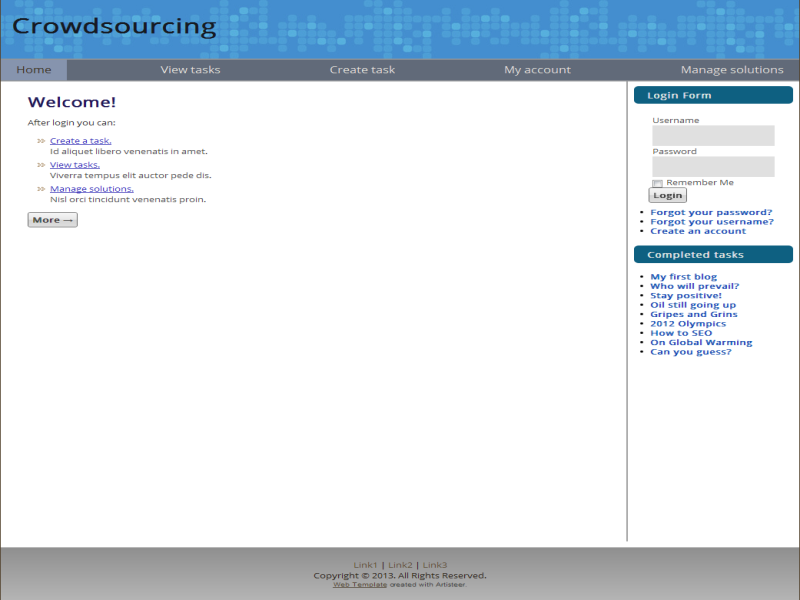 Crowdsourcing
Home View tasks Create task My account Manage solutions
Welcome!
After login you can:
Create a task.
Id aliquet libero venenatis in amet.
View tasks.
Viverra tempus elit auctor pede dis.
Manage solutions.
Nisl orci tincidunt venenatis proin.
More →
Login Form
Username
Password
Remember Me
Login
Forgot your password?
Forgot your username?
Create an account
Completed tasks
My first blog
Who will prevail?
Stay positive!
Oil still going up
Gripes and Grins
2012 Olympics
How to SEO
On Global Warming
Can you guess?
Link1 | Link2 | Link3
Copyright © 2013. All Rights Reserved.
Web Template created with Artisteer.